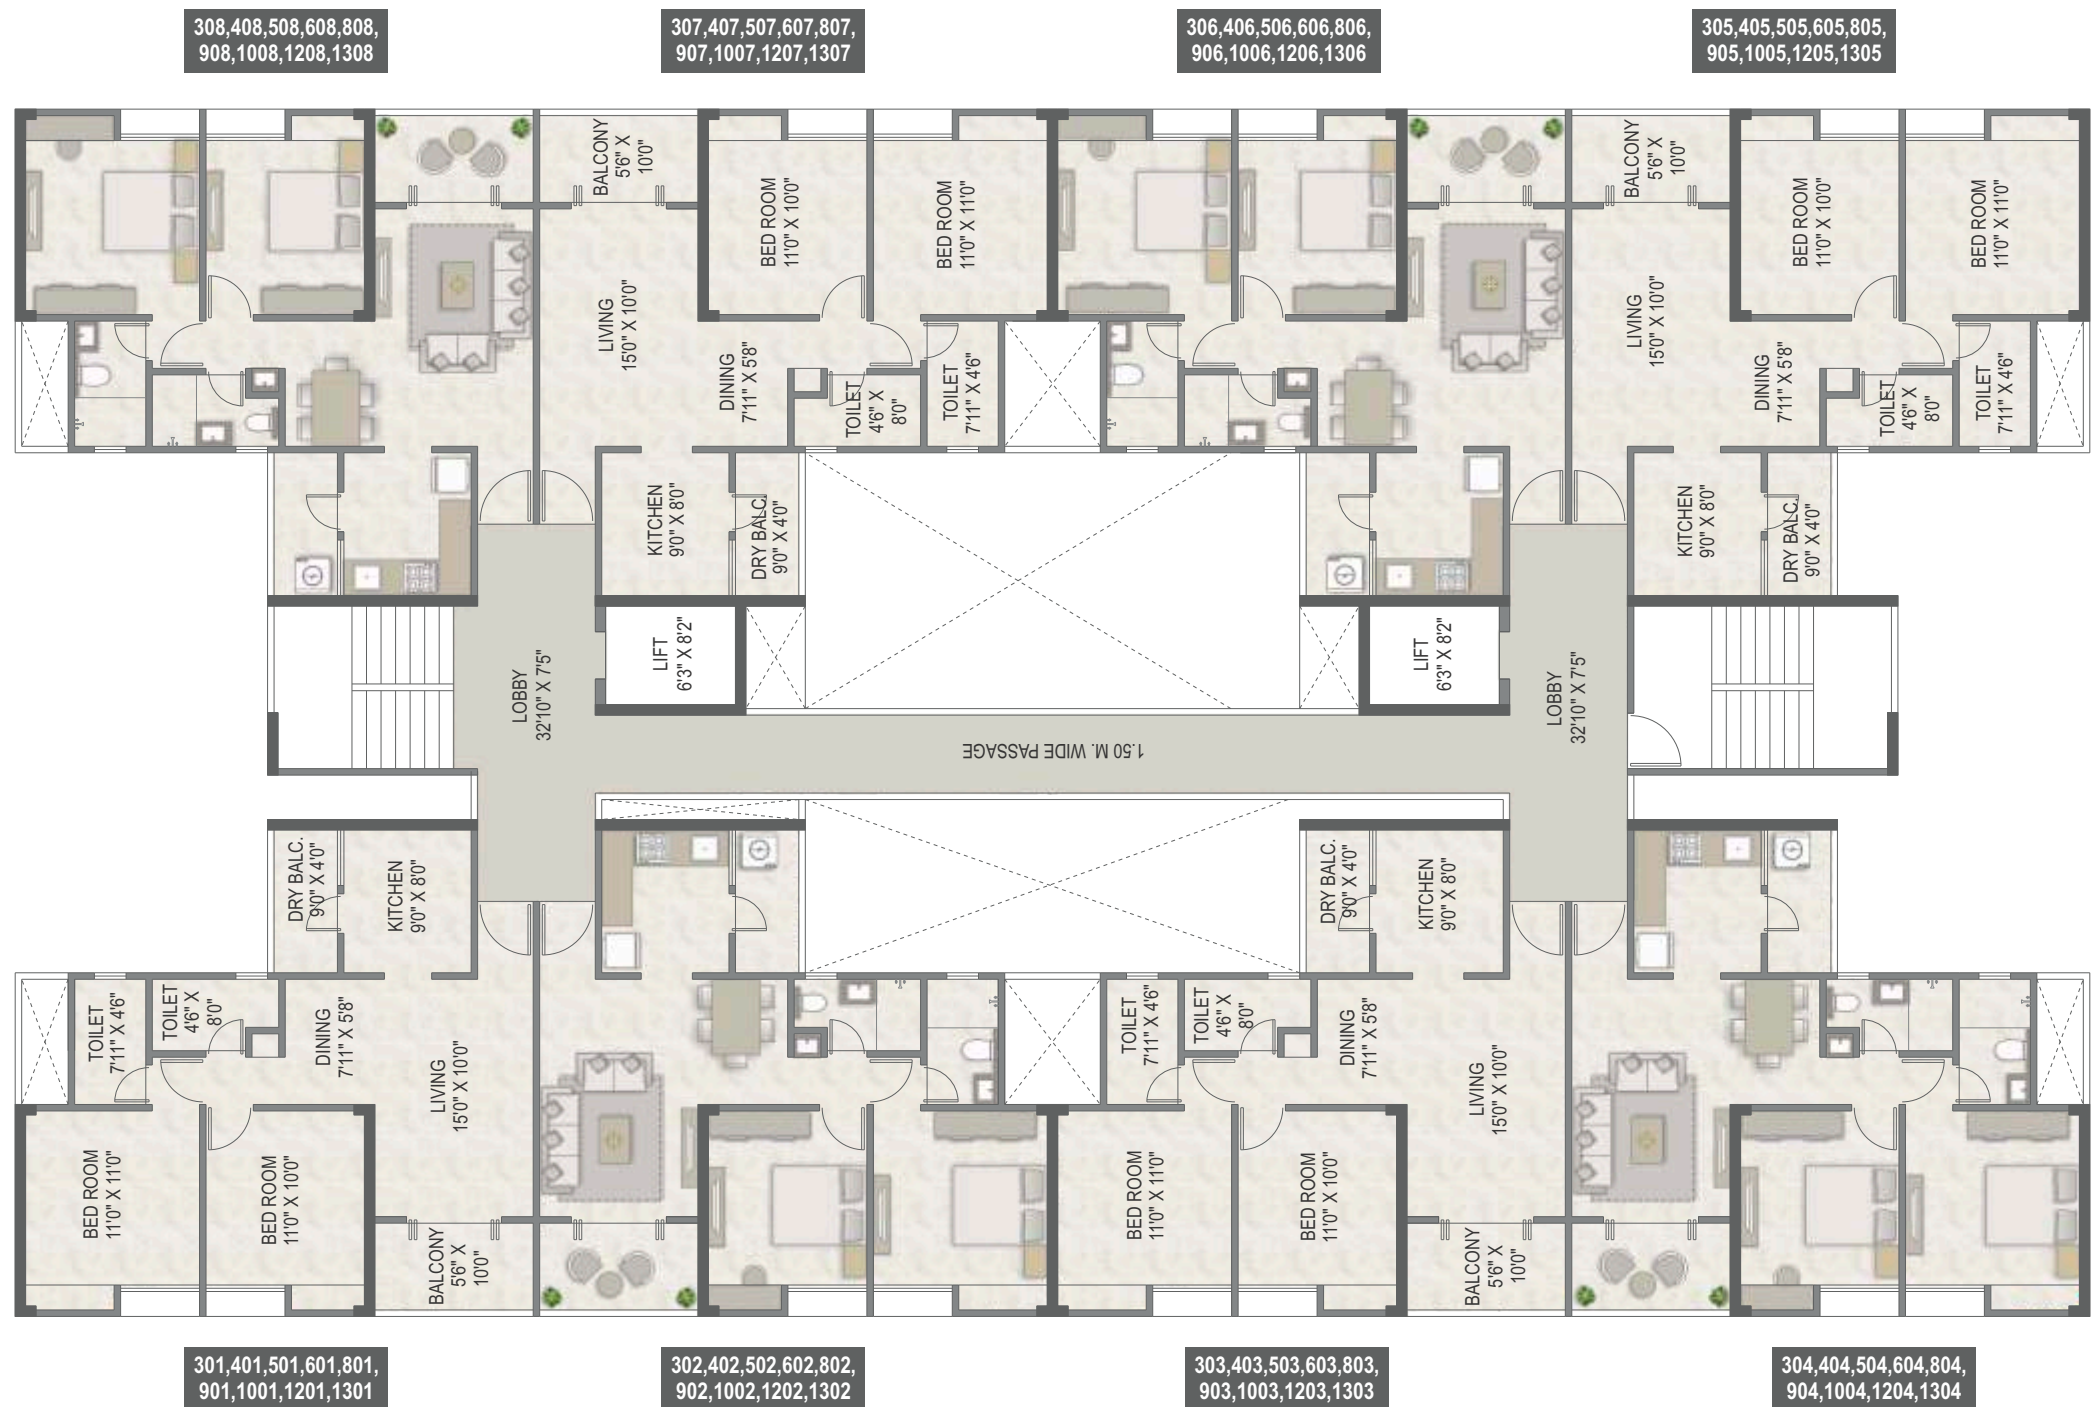 308,408,508,608,808,
908,1008,1208,1308
307,407,507,607,807,
907,1007,1207,1307
306,406,506,606,806,
906,1006,1206,1306
305,405,505,605,805,
905,1005,1205,1305
BALCONY
5'6" X
10'0"
BED ROOM
11'0" X 10'0"
BED ROOM
11'0" X 11'0"
LIVING
15'0" X 10'0"
DINING
7'11" X 5'8"
TOILET
4'6" X
8'0"
TOILET
7'11" X 4'6"
KITCHEN
9'0" X 8'0"
DRY BALC.
9'0" X 4'0"
BALCONY
5'6" X
10'0"
BED ROOM
11'0" X 10'0"
BED ROOM
11'0" X 11'0"
LIVING
15'0" X 10'0"
DINING
7'11" X 5'8"
TOILET
4'6" X
8'0"
TOILET
7'11" X 4'6"
KITCHEN
9'0" X 8'0"
DRY BALC.
9'0" X 4'0"
LOBBY
32'10" X 7'5"
LIFT
6'3" X 8'2"
LIFT
6'3" X 8'2"
LOBBY
32'10" X 7'5"
1.50 M. WIDE PASSAGE
DRY BALC.
9'0" X 4'0"
KITCHEN
9'0" X 8'0"
TOILET
7'11" X 4'6"
TOILET
4'6" X
8'0"
DINING
7'11" X 5'8"
LIVING
15'0" X 10'0"
BED ROOM
11'0" X 11'0"
BED ROOM
11'0" X 10'0"
BALCONY
5'6" X
10'0"
DRY BALC.
9'0" X 4'0"
KITCHEN
9'0" X 8'0"
TOILET
7'11" X 4'6"
TOILET
4'6" X
8'0"
DINING
7'11" X 5'8"
LIVING
15'0" X 10'0"
BED ROOM
11'0" X 11'0"
BED ROOM
11'0" X 10'0"
BALCONY
5'6" X
10'0"
301,401,501,601,801,
901,1001,1201,1301
302,402,502,602,802,
902,1002,1202,1302
303,403,503,603,803,
903,1003,1203,1303
304,404,504,604,804,
904,1004,1204,1304